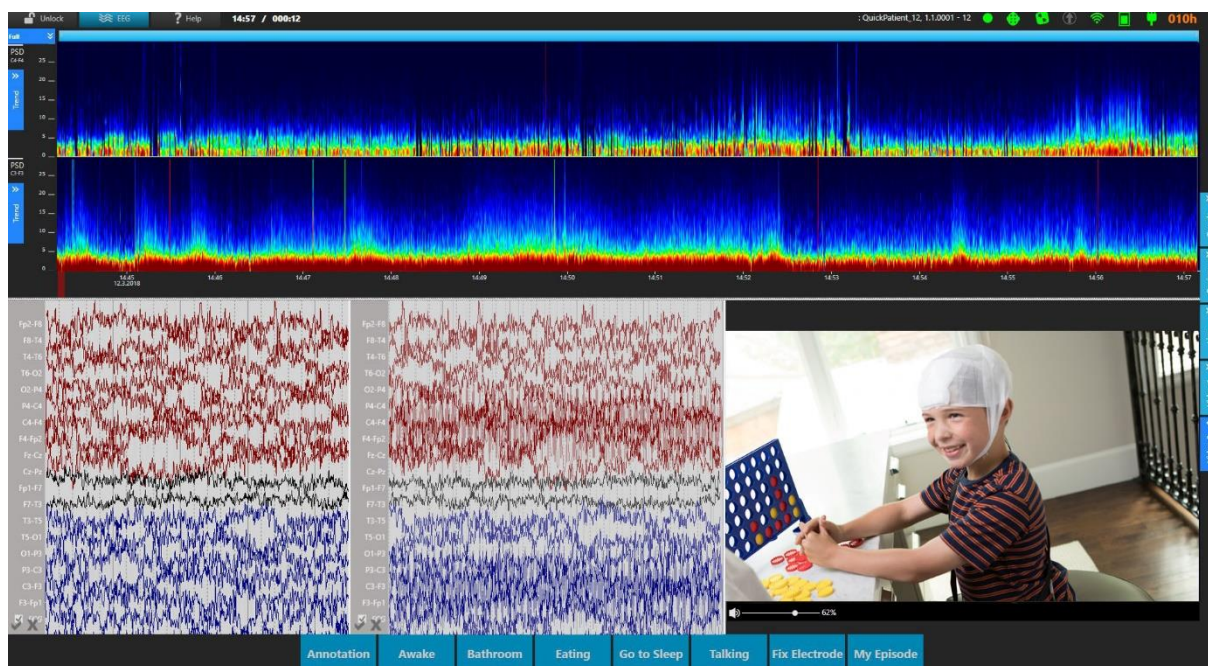 Unlock EEG ? Help 14:57 / 000:12 : QuickPatient_12, 1.1.0001 - 12 010h
Full
PSD
C4-F4
Trend
25
20
15
10
5
0
PSD
C3-F3
Trend
25
20
15
10
5
0
14:45 14:46 14:47 14:48 14:49 14:50 14:51 14:52 14:53 14:54 14:55 14:56 14:57
12.3.2018
Fp2-F8
F8-T4
T4-T6
T6-O2
O2-P4
P4-C4
C4-F4
F4-Fp2
Fz-Cz
Cz-Pz
Fp1-F7
F7-T3
T3-T5
T5-O1
O1-P3
P3-C3
C3-F3
F3-Fp1
Fp2-F8
F8-T4
T4-T6
T6-O2
O2-P4
P4-C4
C4-F4
F4-Fp2
Fz-Cz
Cz-Pz
Fp1-F7
F7-T3
T3-T5
T5-O1
O1-P3
P3-C3
C3-F3
F3-Fp1
62%
Annotation Awake Bathroom Eating Go to Sleep Talking Fix Electrode My Episode